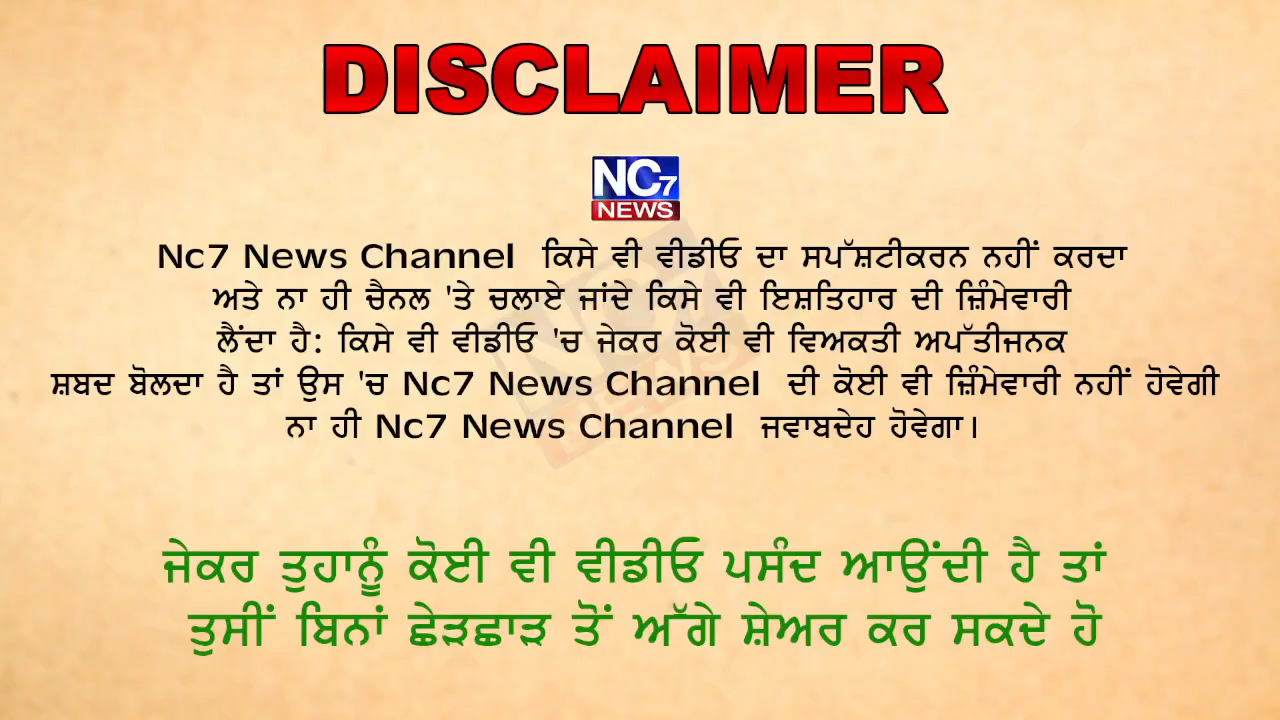 DISCLAIMER
NC7
NEWS
Nc7 News Channel ਕਿਸੇ ਵੀ ਵੀਡੀਓ ਦਾ ਸਪੱਸ਼ਟੀਕਰਨ ਨਹੀਂ ਕਰਦਾ
ਅਤੇ ਨਾ ਹੀ ਚੈਨਲ 'ਤੇ ਚਲਾਏ ਜਾਂਦੇ ਕਿਸੇ ਵੀ ਇਸ਼ਤਿਹਾਰ ਦੀ ਜ਼ਿੰਮੇਵਾਰੀ
ਲੈਂਦਾ ਹੈ: ਕਿਸੇ ਵੀ ਵੀਡੀਓ 'ਚ ਜੇਕਰ ਕੋਈ ਵੀ ਵਿਅਕਤੀ ਅਪੱਤੀਜਨਕ
ਸ਼ਬਦ ਬੋਲਦਾ ਹੈ ਤਾਂ ਉਸ 'ਚ Nc7 News Channel ਦੀ ਕੋਈ ਵੀ ਜ਼ਿੰਮੇਵਾਰੀ ਨਹੀਂ ਹੋਵੇਗੀ
ਨਾ ਹੀ Nc7 News Channel ਜਵਾਬਦੇਹ ਹੋਵੇਗਾ।
ਜੇਕਰ ਤੁਹਾਨੂੰ ਕੋਈ ਵੀ ਵੀਡੀਓ ਪਸੰਦ ਆਉਂਦੀ ਹੈ ਤਾਂ
ਤੁਸੀਂ ਬਿਨਾਂ ਛੇੜਛਾੜ ਤੋਂ ਅੱਗੇ ਸ਼ੇਅਰ ਕਰ ਸਕਦੇ ਹੋ